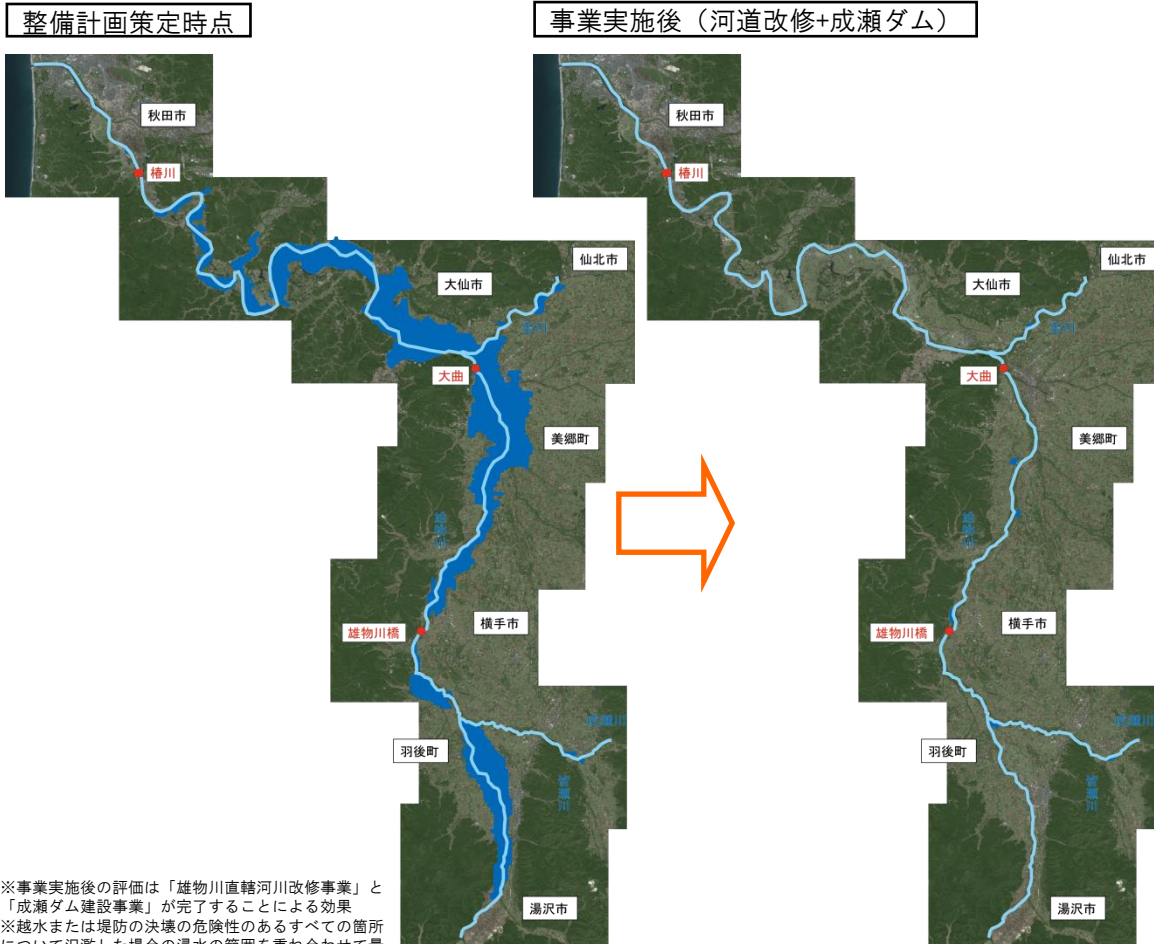 整備計画策定時点
事業実施後（河道改修+成瀬ダム）
秋田市
椿川
仙北市
大仙市
大曲
美郷町
雄物川橋
横手市
羽後町
湯沢市
秋田市
椿川
仙北市
大仙市
大曲
美郷町
雄物川橋
横手市
羽後町
皆瀬川
湯沢市
※事業実施後の評価は「雄物川直轄河川改修事業」と
「成瀬ダム建設事業」が完了することによる効果
※越水または堤防の決壊の危険性のあるすべての箇所